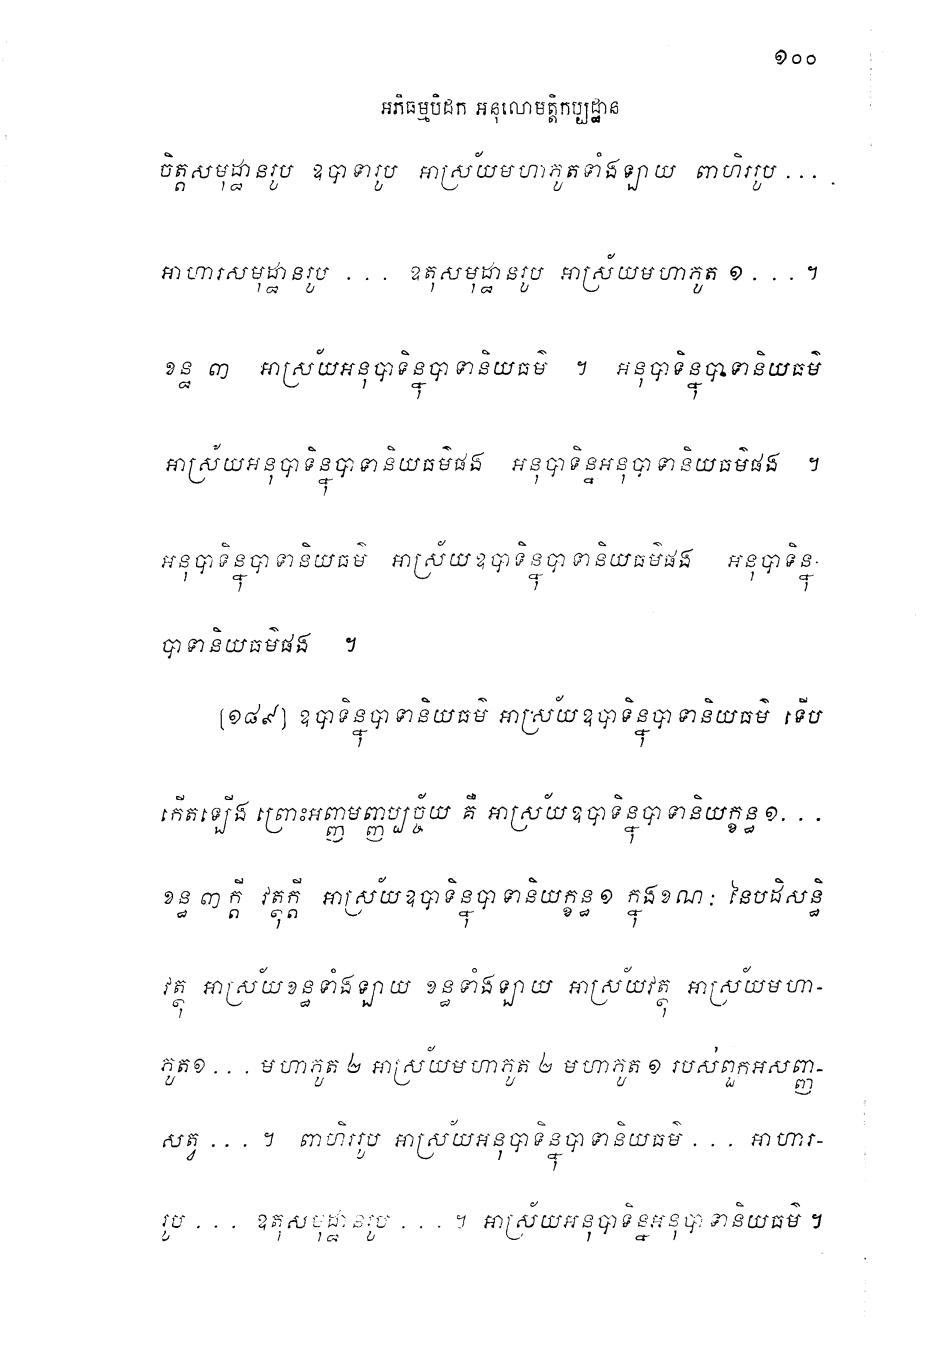 ១០០
អភិធម្មបិដក អនុលោមត្តិកប្បដ្ឋាន
ចិត្តសមុដ្ឋានរូប ឧបាទារូប អាស្រ័យមហាភូតទាំងឡាយ ពាហិររូប . . .
អាហារសមុដ្ឋានរូប . . . ឧតុសមុដ្ឋានរូប អាស្រ័យមហាភូត ១ . . . ។
ខន្ធ ៣ អាស្រ័យអនុបាទិន្នុបាទានិយធម៌ ។ អនុបាទិន្នុបាទានិយធម៌
អាស្រ័យអនុបាទិន្នុបាទានិយធម៌ផង អនុបាទិន្នអនុបាទានិយធម៌ផង ។
អនុបាទិន្នុបាទានិយធម៌ អាស្រ័យឧបាទិន្នុបាទានិយធម៌ផង អនុបាទិន្នុ-
បាទានិយធម៌ផង ។
[១៨៩] ឧបាទិន្នុបាទានិយធម៌ អាស្រ័យឧបាទិន្នុបាទានិយធម៌ ទើប
កើតឡើង ព្រោះអញ្ញមញ្ញប្បច្ច័យ គឺ អាស្រ័យឧបាទិន្នុបាទានិយក្ខន្ធ១. . .
ខន្ធ ៣ក្តី វត្ថុក្តី អាស្រ័យឧបាទិន្នុបាទានិយក្ខន្ធ១ ក្នុងខណៈ នៃបដិសន្ធិ
វត្ថុ អាស្រ័យខន្ធទាំងឡាយ ខន្ធទាំងឡាយ អាស្រ័យវត្ថុ អាស្រ័យមហា-
ភូត១. . . មហាភូត ២ អាស្រ័យមហាភូត ២ មហាភូត ១ របស់ពួកអសញ្ញ-
សត្វ . . . ។ ពាហិររូប អាស្រ័យអនុបាទិន្នុបាទានិយធម៌ . . . អាហារ-
រូប . . . ឧតុសមុដ្ឋានរូប . . . ។ អាស្រ័យអនុបាទិន្នអនុបាទានិយធម៌ ។